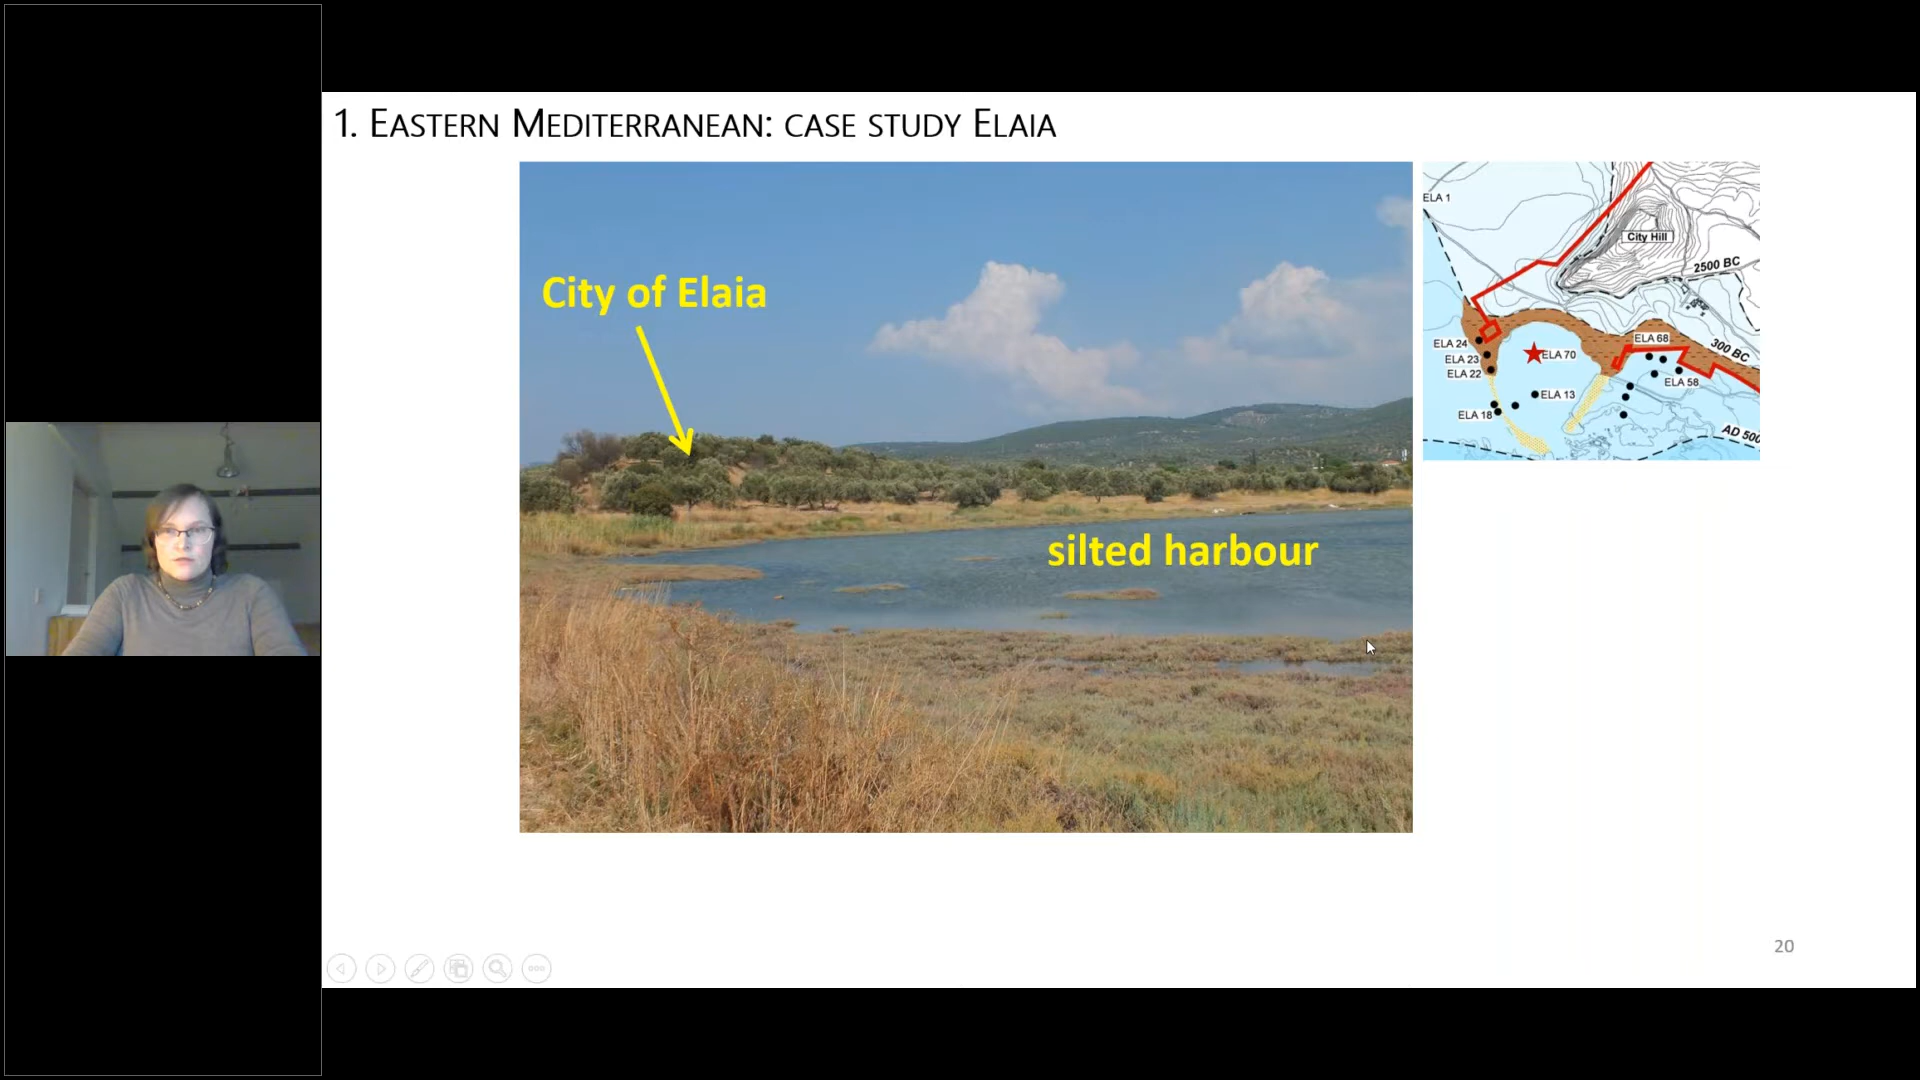 1. EASTERN MEDITERRANEAN: CASE STUDY ELAIA
City of Elaia
silted harbour
ELA 1
City Hill
2500 BC
ELA 24
ELA 23
ELA 22
ELA 70
ELA 68
300 BC
ELA 58
ELA 13
ELA 18
AD 500
20